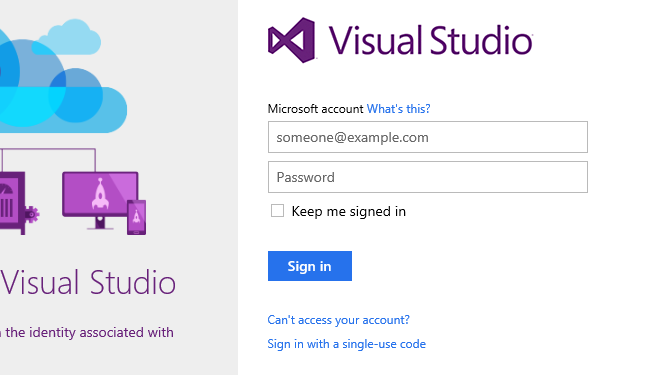 Visual Studio
Microsoft account What's this?
someone@example.com
Password
Keep me signed in
Sign in
Visual Studio
the identity associated with
Can't access your account?
Sign in with a single-use code